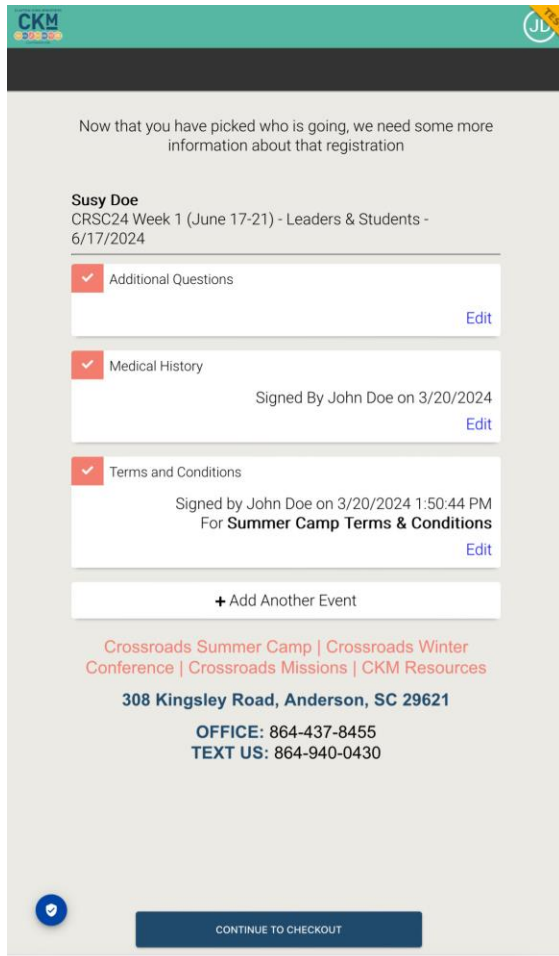 CKM
JD
TES
Now that you have picked who is going, we need some more
information about that registration
Susy Doe
CRSC24 Week 1 (June 17-21) - Leaders & Students -
6/17/2024
Additional Questions
Edit
Medical History
Signed By John Doe on 3/20/2024
Edit
Terms and Conditions
Signed by John Doe on 3/20/2024 1:50:44 PM
For Summer Camp Terms & Conditions
Edit
+ Add Another Event
Crossroads Summer Camp | Crossroads Winter
Conference | Crossroads Missions | CKM Resources
308 Kingsley Road, Anderson, SC 29621
OFFICE: 864-437-8455
TEXT US: 864-940-0430
CONTINUE TO CHECKOUT